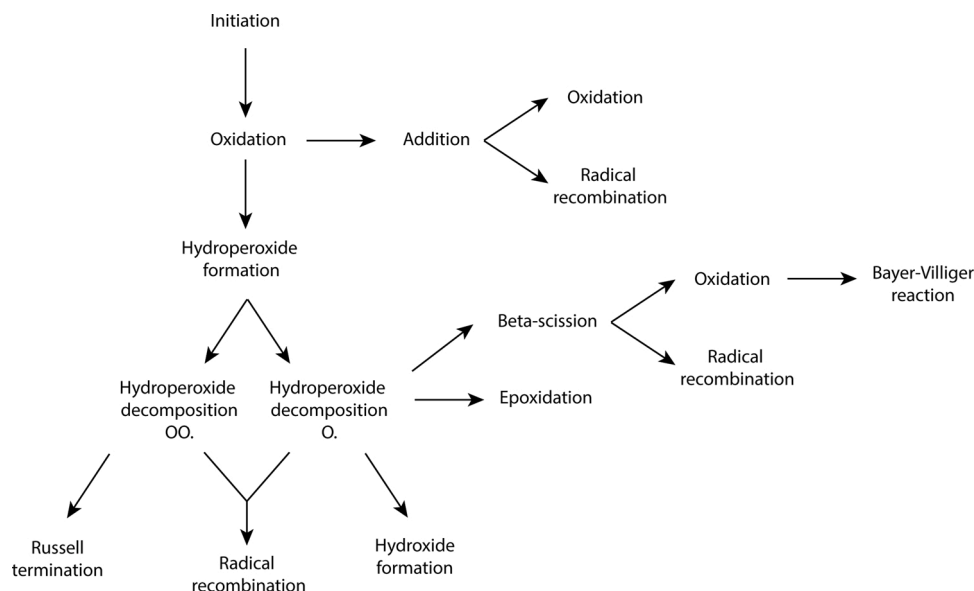 Initiation
Oxidation
Addition
Oxidation
Radical
recombination
Hydroperoxide
formation
Hydroperoxide
decomposition
OO.
Hydroperoxide
decomposition
O.
Beta-scission
Oxidation
Bayer-Villiger
reaction
Radical
recombination
Epoxidation
Russell
termination
Radical
recombination
Hydroxide
formation